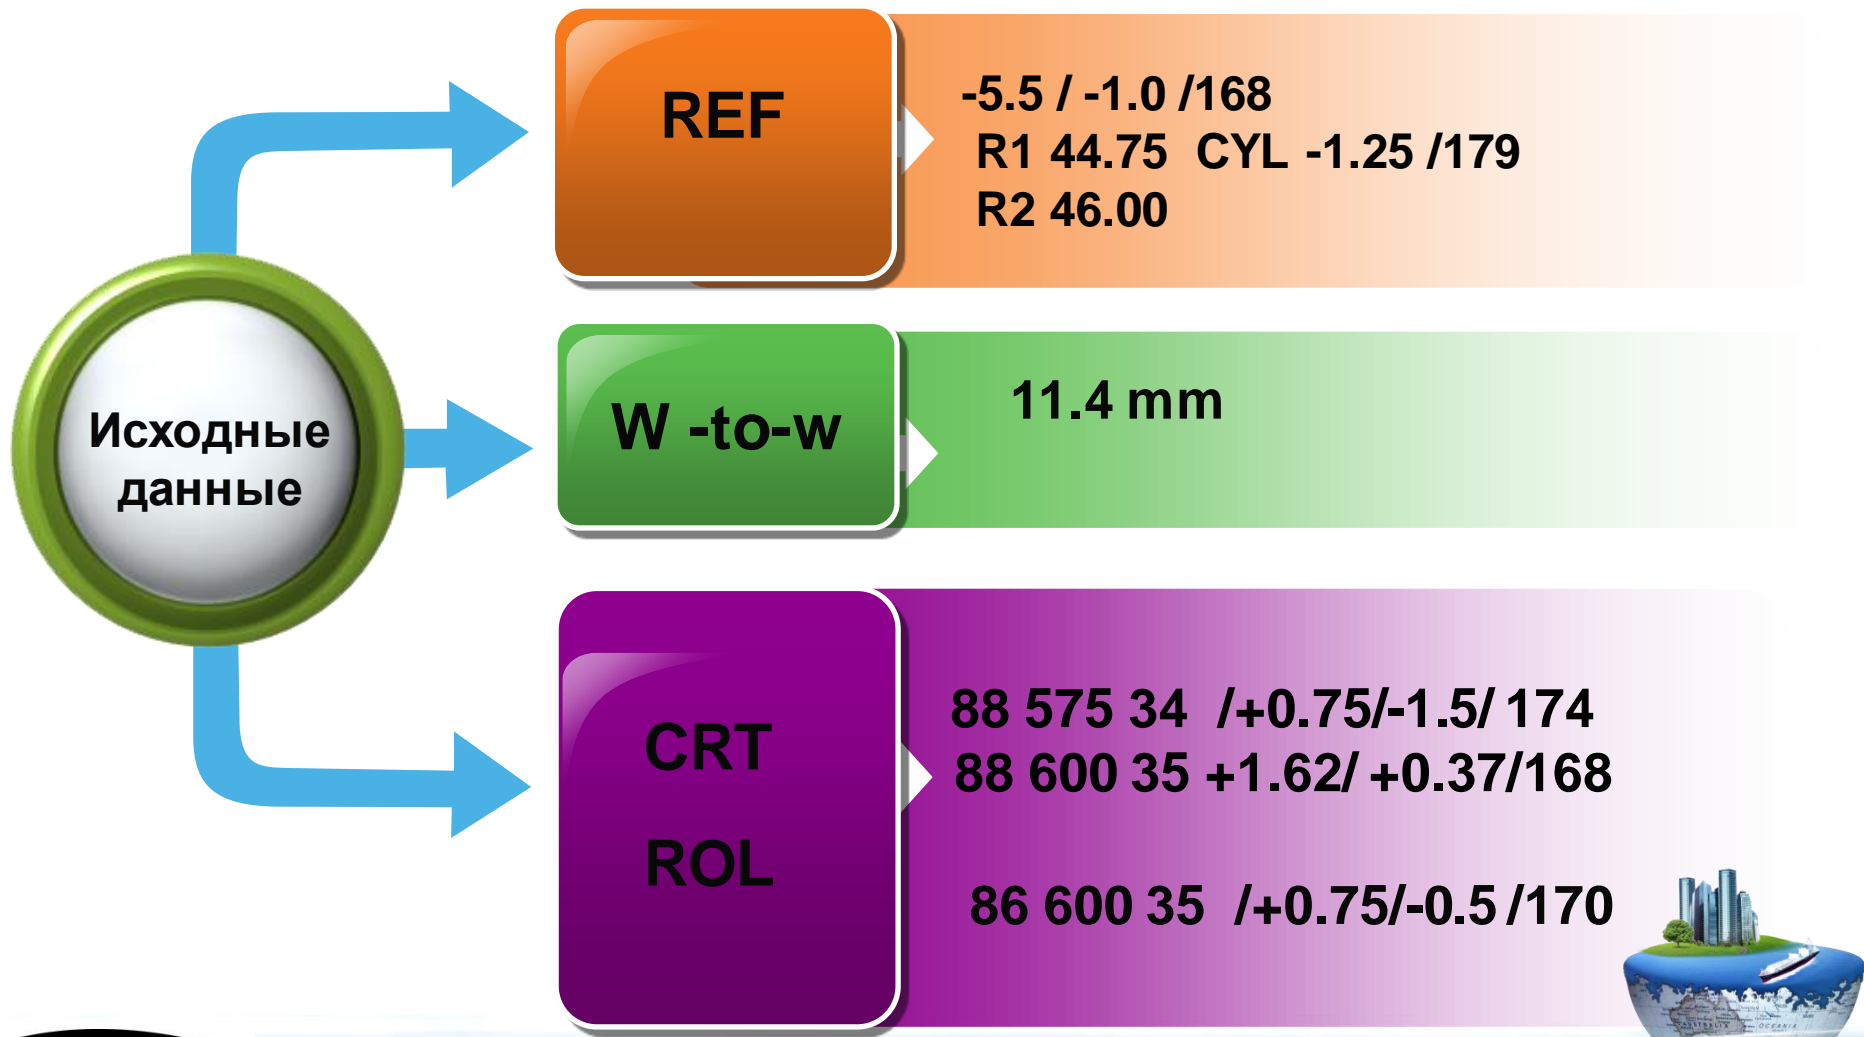 Исходные
данные
REF
-5.5 / -1.0 /168
R1 44.75 CYL -1.25 /179
R2 46.00
W -to-w
11.4 mm
CRT
ROL
88 575 34 /+0.75/-1.5/ 174
88 600 35 +1.62/ +0.37/168
86 600 35 /+0.75/-0.5 /170
AUSTRALIA
OCEANIA